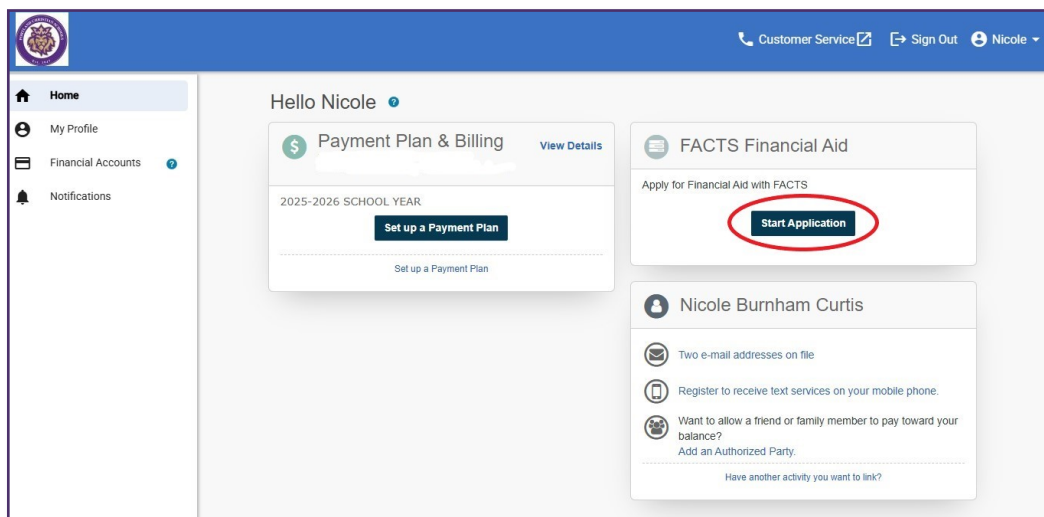 Customer Service
Sign Out
Nicole
Home
My Profile
Financial Accounts
Notifications
Hello Nicole
Payment Plan & Billing
View Details
2025-2026 SCHOOL YEAR
Set up a Payment Plan
Set up a Payment Plan
FACTS Financial Aid
Apply for Financial Aid with FACTS
Start Application
Nicole Burnham Curtis
Two e-mail addresses on file
Register to receive text services on your mobile phone.
Want to allow a friend or family member to pay toward your
balance?
Add an Authorized Party.
Have another activity you want to link?